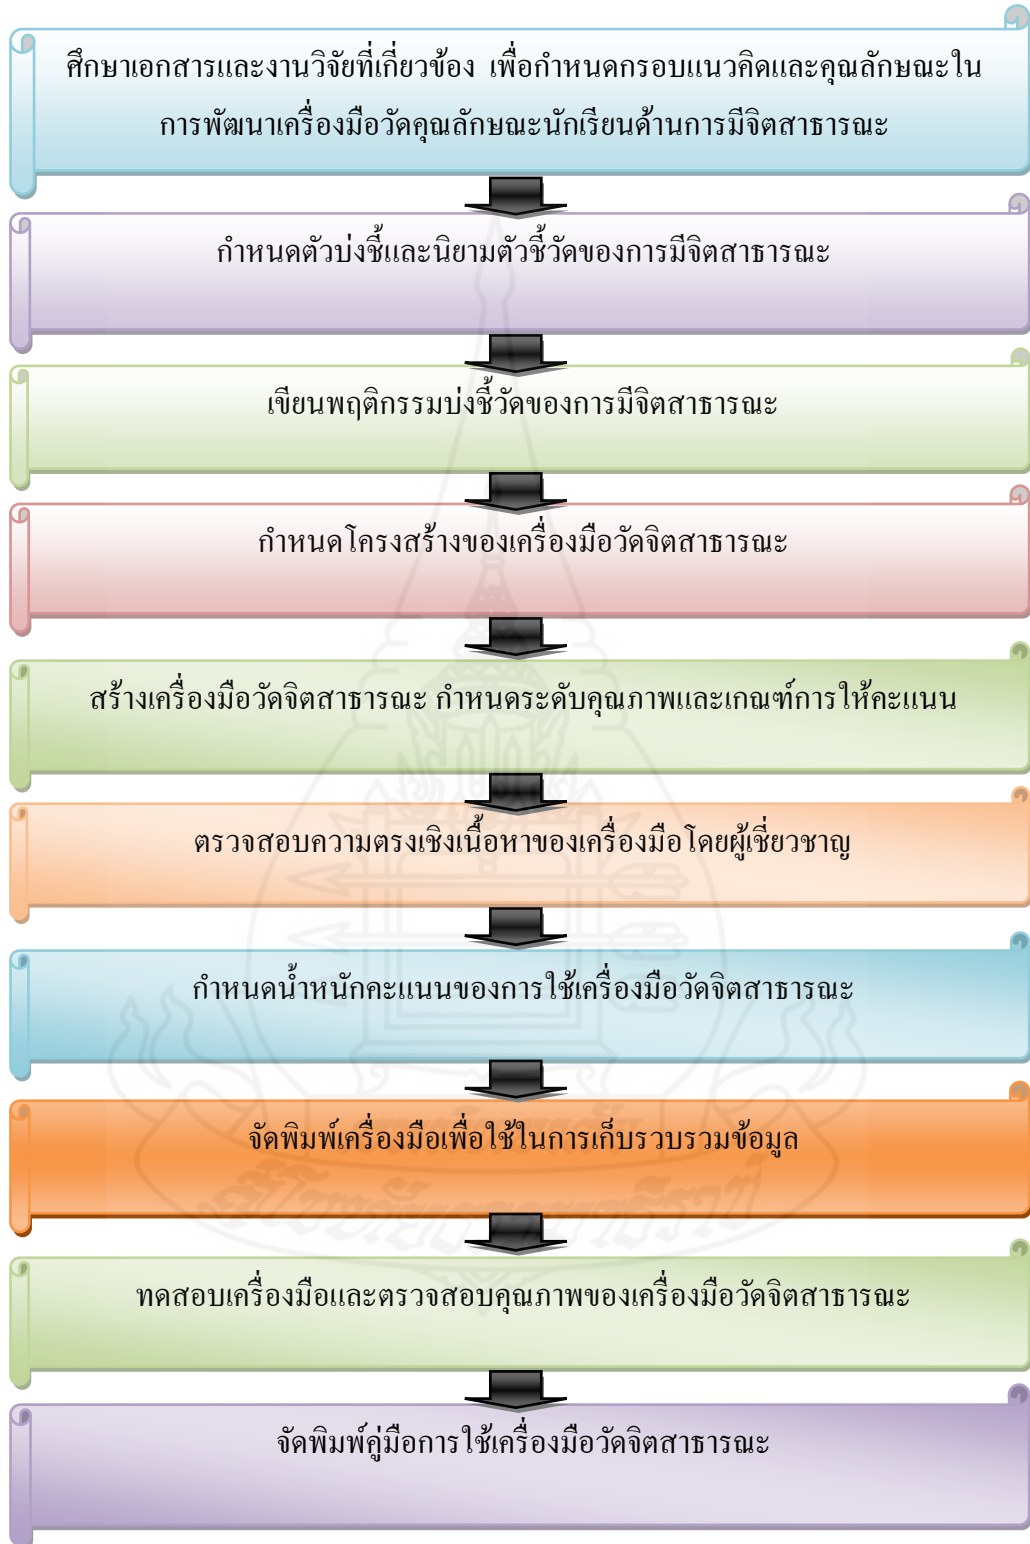 ศึกษาเอกสารและงานวิจัยที่เกี่ยวข้อง เพื่อกำหนดกรอบแนวคิดและคุณลักษณะใน
การพัฒนาเครื่องมือวัดคุณลักษณะนักเรียนด้านการมีจิตสาธารณะ
กำหนดตัวบ่งชี้และนิยามตัวชี้วัดของการมีจิตสาธารณะ
เขียนพฤติกรรมบ่งชี้วัดของการมีจิตสาธารณะ
กำหนดโครงสร้างของเครื่องมือวัดจิตสาธารณะ
สร้างเครื่องมือวัดจิตสาธารณะ กำหนดระดับคุณภาพและเกณฑ์การให้คะแนน
ตรวจสอบความตรงเชิงเนื้อหาของเครื่องมือโดยผู้เชี่ยวชาญ
กำหนดน้ำหนักคะแนนของการใช้เครื่องมือวัดจิตสาธารณะ
จัดพิมพ์เครื่องมือเพื่อใช้ในการเก็บรวบรวมข้อมูล
ทดสอบเครื่องมือและตรวจสอบคุณภาพของเครื่องมือวัดจิตสาธารณะ
จัดพิมพ์คู่มือการใช้เครื่องมือวัดจิตสาธารณะ